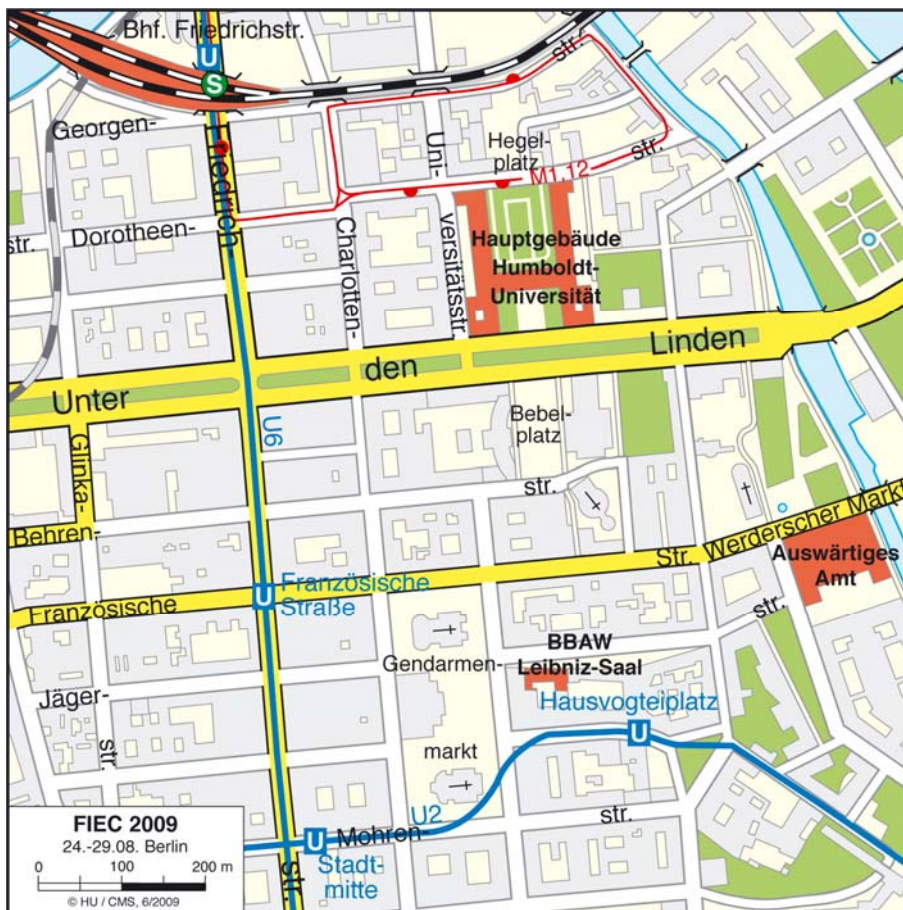 Bhf. Friedrichstr.
U
S
str.
Georgen-
Friedrich-
Uni-
Hegel-
platz
str.
M1,12
str.
Dorotheen-
Charlotten-
versitätsstr.
Hauptgebäude
Humboldt-
Universität
Unter
den
Linden
Glinka-
U6
Bebel-
platz
str.
Behren-
Str.
Werderscher Markt
Auswärtiges
Amt
U
Französische
Straße
Französische
str.
BBAW
Leibniz-Saal
Gendarmen-
Jäger-
Hausvogteiplatz
U
str.
markt
U2
str.
U
Mohren-
Stadt-
mitte
str.
FIEC 2009
24.-29.08. Berlin
0 100 200 m
© HU / CMS, 6/2009